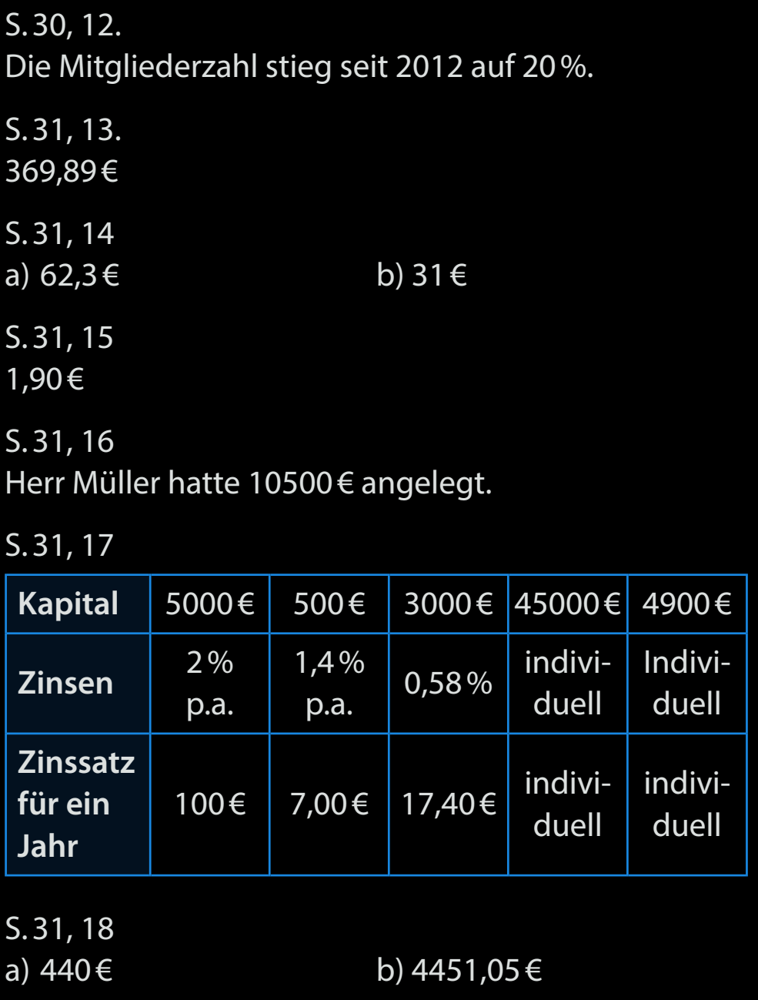 S. 30, 12.
Die Mitgliederzahl stieg seit 2012 auf 20 %.
S. 31, 13.
369,89 €
S. 31, 14
a) 62,3 € b) 31 €
S. 31, 15
1,90 €
S. 31, 16
Herr Müller hatte 10500 € angelegt.
S. 31, 17
Kapital 5000 € 500 € 3000 € 45000 € 4900 €
Zinsen 2 % p.a. 1,4 % p.a. 0,58 % indivi-duell Indivi-duell
Zinssatz für ein Jahr 100 € 7,00 € 17,40 € indivi-duell indivi-duell
S. 31, 18
a) 440 € b) 4451,05 €